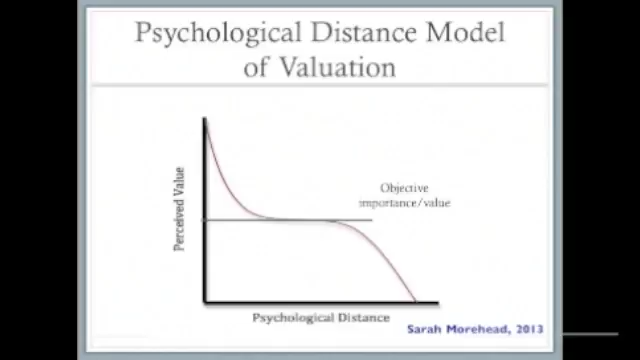 Psychological Distance Model
of Valuation
Perceived Value
Objective
importance/value
Psychological Distance
Sarah Morehead, 2013